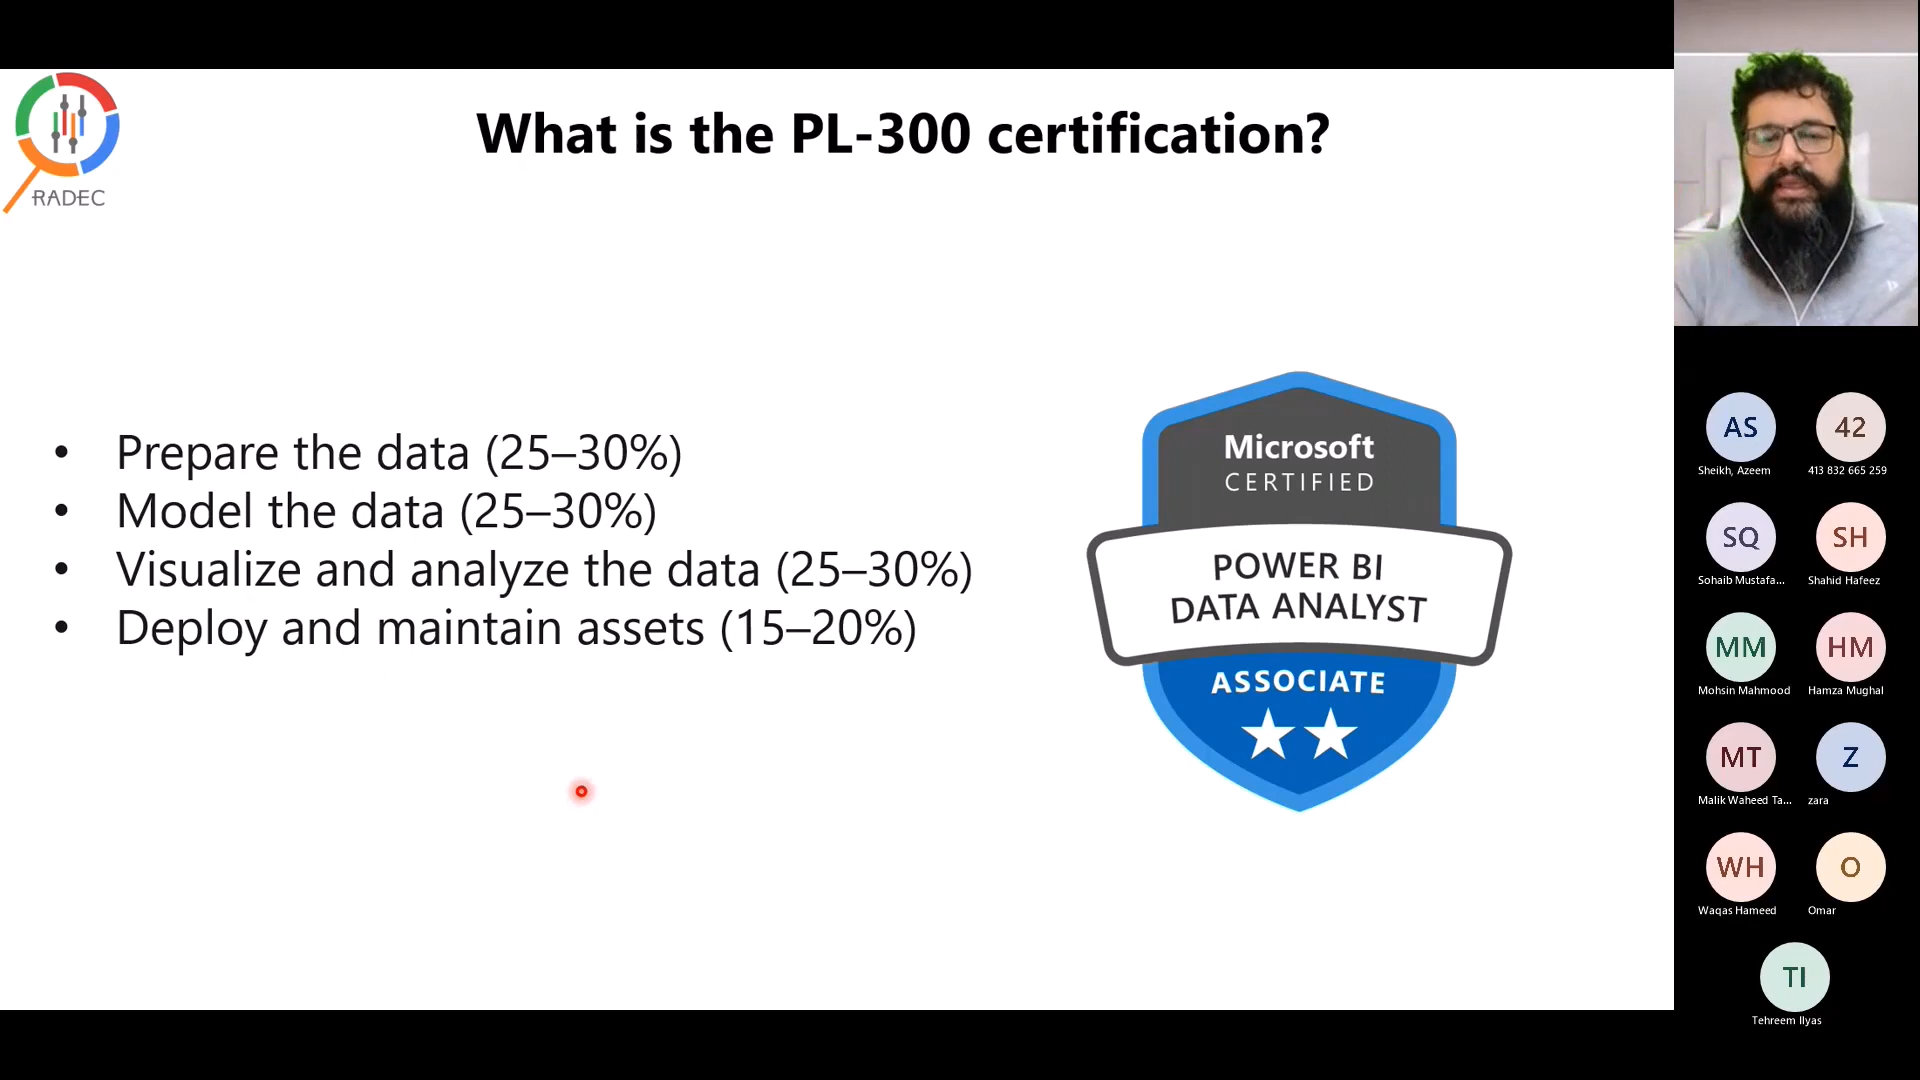 RADEC
What is the PL-300 certification?
• Prepare the data (25–30%)
• Model the data (25–30%)
• Visualize and analyze the data (25–30%)
• Deploy and maintain assets (15–20%)
Microsoft
CERTIFIED
POWER BI
DATA ANALYST
ASSOCIATE
AS
Sheikh, Azeem
42
413 832 665 259
SQ
Sohaib Mustafa...
SH
Shahid Hafeez
MM
Mohsin Mahmood
HM
Hamza Mughal
MT
Malik Waheed Ta...
Z
zara
WH
Waqas Hameed
O
Omar
TI
Tehreem Ilyas